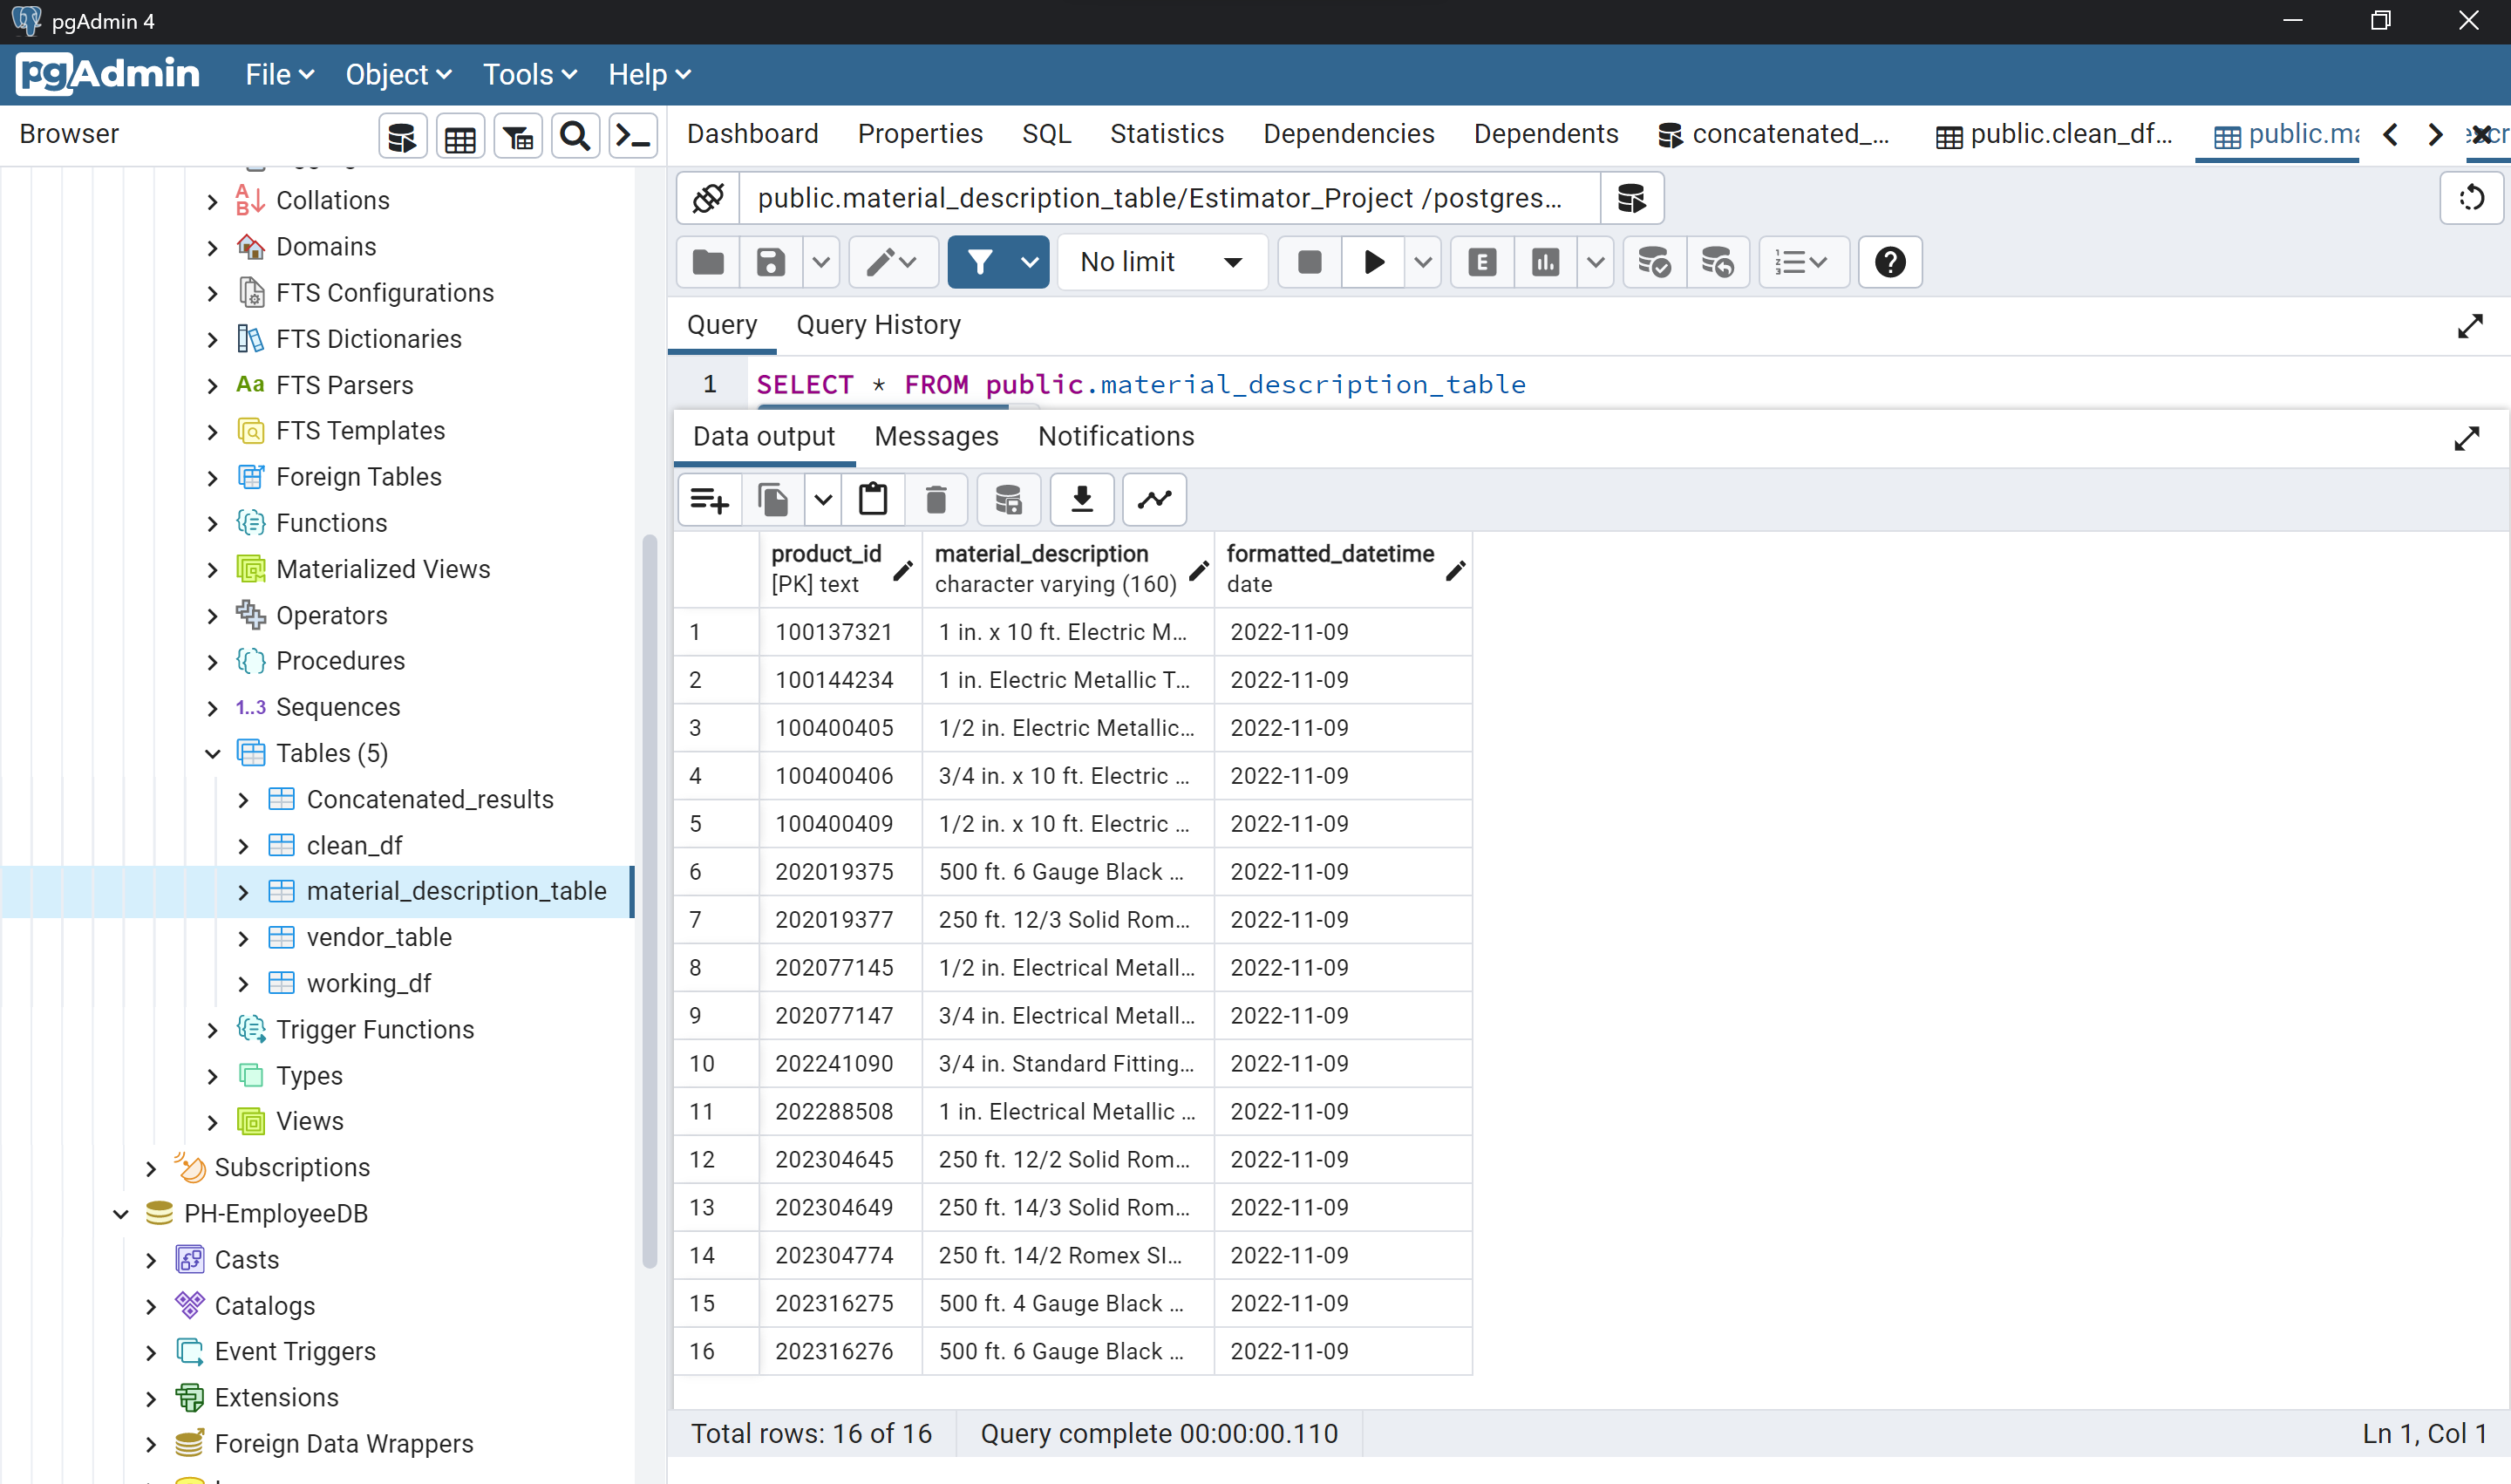 pgAdmin 4
pgAdmin File Object Tools Help
Browser
Dashboard Properties SQL Statistics Dependencies Dependents concatenated_... public.clean_df... public.ma
public.material_description_table/Estimator_Project /postgres...
No limit
Query Query History
1 SELECT * FROM public.material_description_table
Data output Messages Notifications
product_id material_description formatted_datetime
[PK] text character varying (160) date
1 100137321 1 in. x 10 ft. Electric M... 2022-11-09
2 100144234 1 in. Electric Metallic T... 2022-11-09
3 100400405 1/2 in. Electric Metallic... 2022-11-09
4 100400406 3/4 in. x 10 ft. Electric ... 2022-11-09
5 100400409 1/2 in. x 10 ft. Electric ... 2022-11-09
6 202019375 500 ft. 6 Gauge Black ... 2022-11-09
7 202019377 250 ft. 12/3 Solid Rom... 2022-11-09
8 202077145 1/2 in. Electrical Metall... 2022-11-09
9 202077147 3/4 in. Electrical Metall... 2022-11-09
10 202241090 3/4 in. Standard Fitting... 2022-11-09
11 202288508 1 in. Electrical Metallic ... 2022-11-09
12 202304645 250 ft. 12/2 Solid Rom... 2022-11-09
13 202304649 250 ft. 14/3 Solid Rom... 2022-11-09
14 202304774 250 ft. 14/2 Romex SI... 2022-11-09
15 202316275 500 ft. 4 Gauge Black ... 2022-11-09
16 202316276 500 ft. 6 Gauge Black ... 2022-11-09
Total rows: 16 of 16 Query complete 00:00:00.110 Ln 1, Col 1
Collations
Domains
FTS Configurations
FTS Dictionaries
Aa FTS Parsers
FTS Templates
Foreign Tables
Functions
Materialized Views
Operators
Procedures
1..3 Sequences
Tables (5)
Concatenated_results
clean_df
material_description_table
vendor_table
working_df
Trigger Functions
Types
Views
Subscriptions
PH-EmployeeDB
Casts
Catalogs
Event Triggers
Extensions
Foreign Data Wrappers